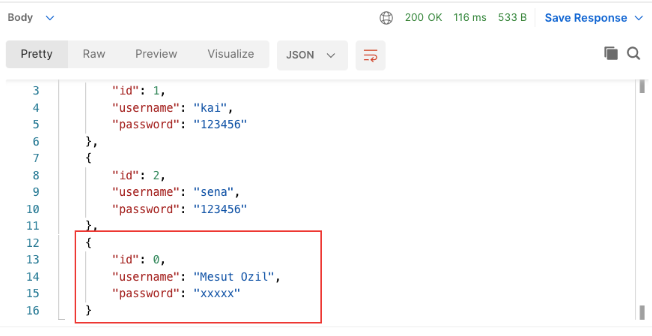 Body 200 OK 116 ms 533 B Save Response
Pretty Raw Preview Visualize JSON
3 "id": 1,
4 "username": "kai",
5 "password": "123456"
6 },
7 {
8 "id": 2,
9 "username": "sena",
10 "password": "123456"
11 },
12 {
13 "id": 0,
14 "username": "Mesut Ozil",
15 "password": "xxxxx"
16 }